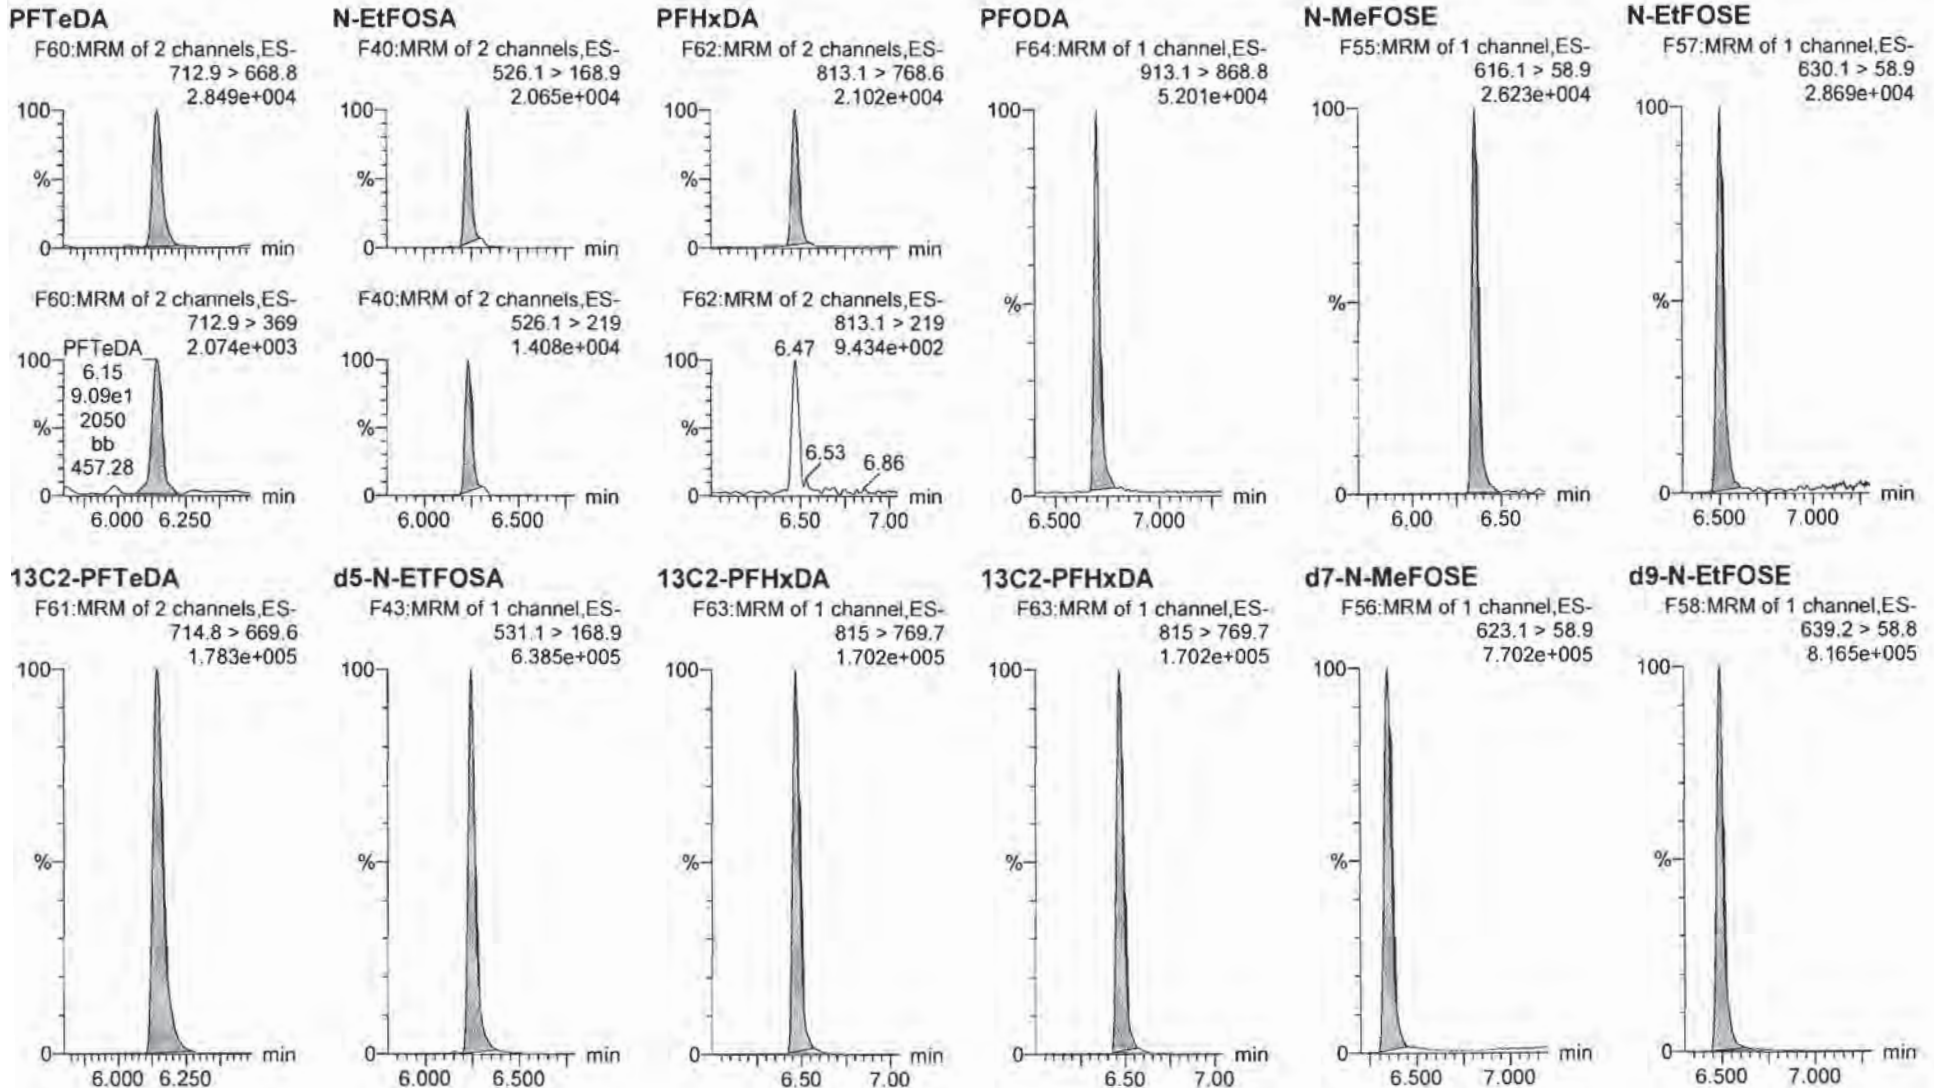 PFTeDA
F60:MRM of 2 channels,ES-
712.9 > 668.8
2.849e+004
100
%
0
min
F60:MRM of 2 channels,ES-
712.9 > 369
2.074e+003
PFTeDA
100
6.15
9.09e1
2050
%
bb
457.28
0
min
6.000 6.250
N-EtFOSA
F40:MRM of 2 channels,ES-
526.1 > 168.9
2.065e+004
100
%
0
min
F40:MRM of 2 channels,ES-
526.1 > 219
1.408e+004
100
%
0
min
6.000 6.500
PFHxDA
F62:MRM of 2 channels,ES-
813.1 > 768.6
2.102e+004
100
%
0
min
F62:MRM of 2 channels,ES-
813.1 > 219
6.47 9.434e+002
100
%
6.53
6.86
0
min
6.50 7.00
PFODA
F64:MRM of 1 channel,ES-
913.1 > 868.8
5.201e+004
100
%
0
min
6.500 7.000
N-MeFOSE
F55:MRM of 1 channel,ES-
616.1 > 58.9
2.623e+004
100
%
0
min
6.00 6.50
N-EtFOSE
F57:MRM of 1 channel,ES-
630.1 > 58.9
2.869e+004
100
%
0
min
6.500 7.000
13C2-PFTeDA
F61:MRM of 2 channels,ES-
714.8 > 669.6
1.783e+005
100
%
0
min
6.000 6.250
d5-N-ETFOSA
F43:MRM of 1 channel,ES-
531.1 > 168.9
6.385e+005
100
%
0
min
6.000 6.500
13C2-PFHxDA
F63:MRM of 1 channel,ES-
815 > 769.7
1.702e+005
100
%
0
min
6.50 7.00
13C2-PFHxDA
F63:MRM of 1 channel,ES-
815 > 769.7
1.702e+005
100
%
0
min
6.50 7.00
d7-N-MeFOSE
F56:MRM of 1 channel,ES-
623.1 > 58.9
7.702e+005
100
%
0
min
6.500 7.000
d9-N-EtFOSE
F58:MRM of 1 channel,ES-
639.2 > 58.8
8.165e+005
100
%
0
min
6.500 7.000